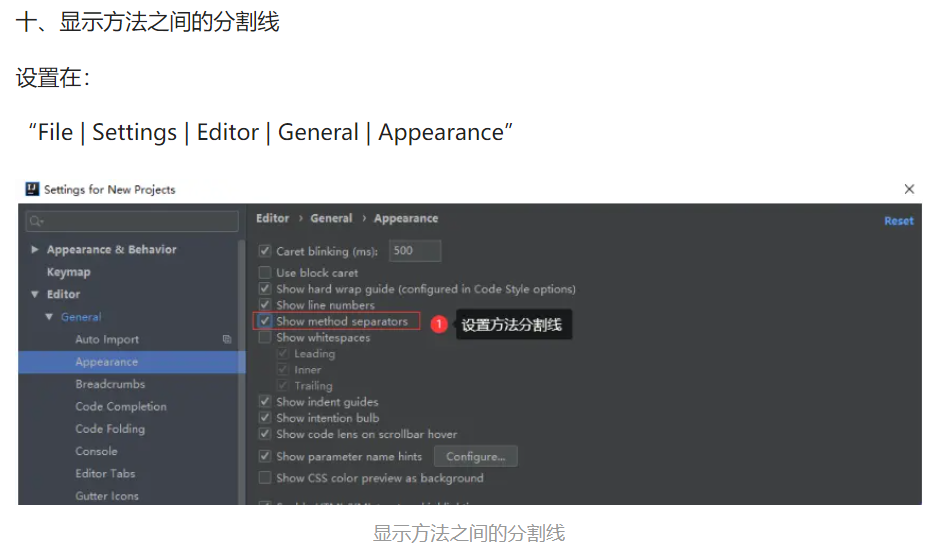 十、显示方法之间的分割线
设置在：
“File | Settings | Editor | General | Appearance”
Settings for New Projects
Editor › General › Appearance
Reset
Appearance & Behavior
Keymap
Editor
General
Auto Import
Appearance
Breadcrumbs
Code Completion
Code Folding
Console
Editor Tabs
Gutter Icons
Caret blinking (ms): 500
Use block caret
Show hard wrap guide (configured in Code Style options)
Show line numbers
Show method separators
1 设置方法分割线
Show whitespaces
Leading
Inner
Trailing
Show indent guides
Show intention bulb
Show code lens on scrollbar hover
Show parameter name hints Configure...
Show CSS color preview as background
显示方法之间的分割线